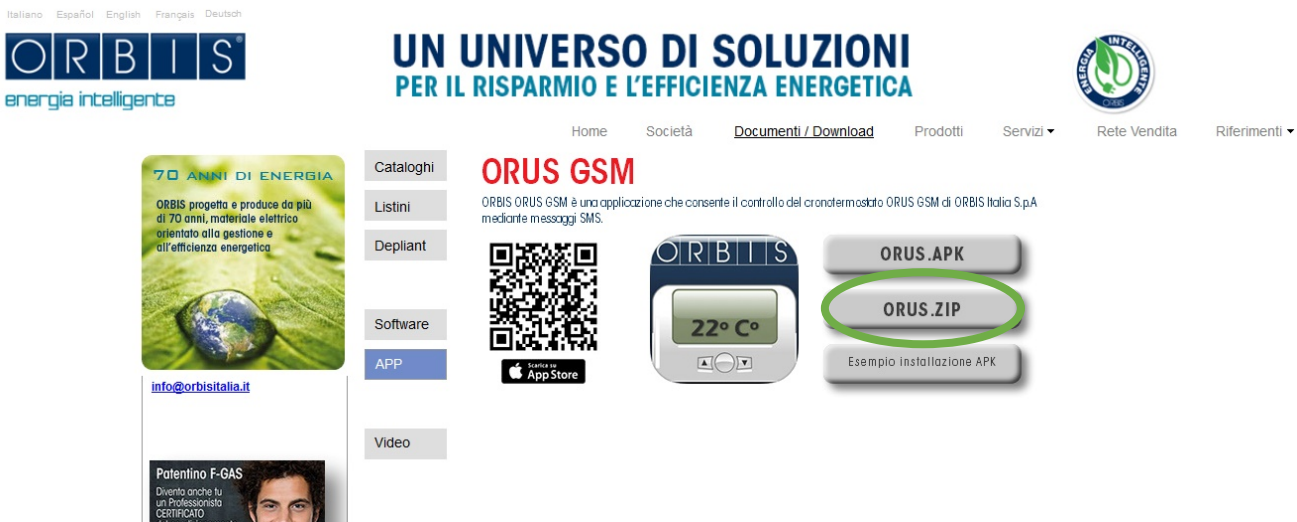 Italiano Español English Français Deutsch
ORBIS
energia intelligente
UN UNIVERSO DI SOLUZIONI
PER IL RISPARMIO E L'EFFICIENZA ENERGETICA
ENERGIA INTELLIGENTE
ORBIS
Home Società Documenti / Download Prodotti Servizi Rete Vendita Riferimenti
70 ANNI DI ENERGIA
ORBIS progetta e produce da più
di 70 anni, materiale elettrico
orientato alla gestione e
all'efficienza energetica
info@orbisitalia.it
Patentino F-GAS
Diventa anche tu
un Professionista
CERTIFICATO
Cataloghi
Listini
Depliant
Software
APP
Video
ORUS GSM
ORBIS ORUS GSM è una applicazione che consente il controllo del cronotermostato ORUS GSM di ORBIS Italia S.p.A
mediante messaggi SMS.
Scarica su
App Store
ORBIS
22º Cº
ORUS.APK
ORUS.ZIP
Esempio installazione APK